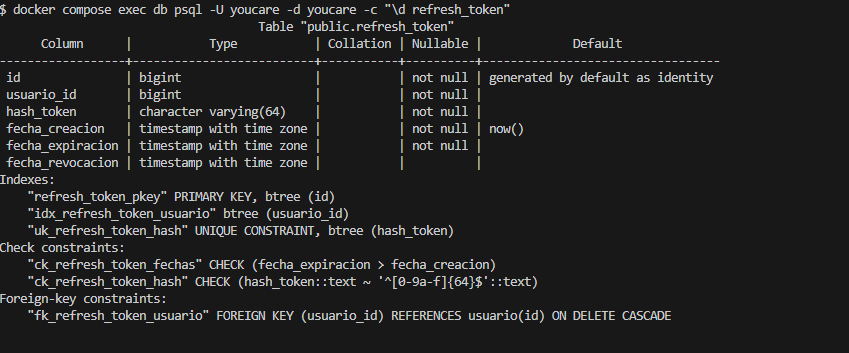 $ docker compose exec db psql -U youcare -d youcare -c "\d refresh_token"
                                    Table "public.refresh_token"
      Column      |           Type           | Collation | Nullable |             Default
------------------+--------------------------+-----------+----------+----------------------------------
 id               | bigint                   |           | not null | generated by default as identity
 usuario_id       | bigint                   |           | not null |
 hash_token       | character varying(64)    |           | not null |
 fecha_creacion   | timestamp with time zone |           | not null | now()
 fecha_expiracion | timestamp with time zone |           | not null |
 fecha_revocacion | timestamp with time zone |           |          |
Indexes:
    "refresh_token_pkey" PRIMARY KEY, btree (id)
    "idx_refresh_token_usuario" btree (usuario_id)
    "uk_refresh_token_hash" UNIQUE CONSTRAINT, btree (hash_token)
Check constraints:
    "ck_refresh_token_fechas" CHECK (fecha_expiracion > fecha_creacion)
    "ck_refresh_token_hash" CHECK (hash_token::text ~ '^[0-9a-f]{64}$'::text)
Foreign-key constraints:
    "fk_refresh_token_usuario" FOREIGN KEY (usuario_id) REFERENCES usuario(id) ON DELETE CASCADE